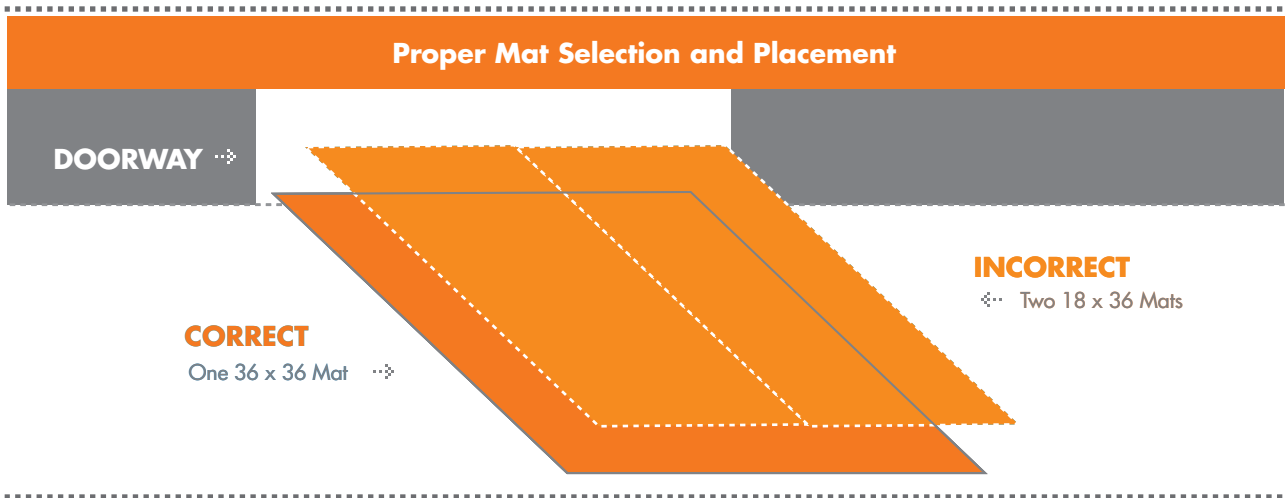 Proper Mat Selection and Placement
DOORWAY
INCORRECT
Two 18 x 36 Mats
CORRECT
One 36 x 36 Mat